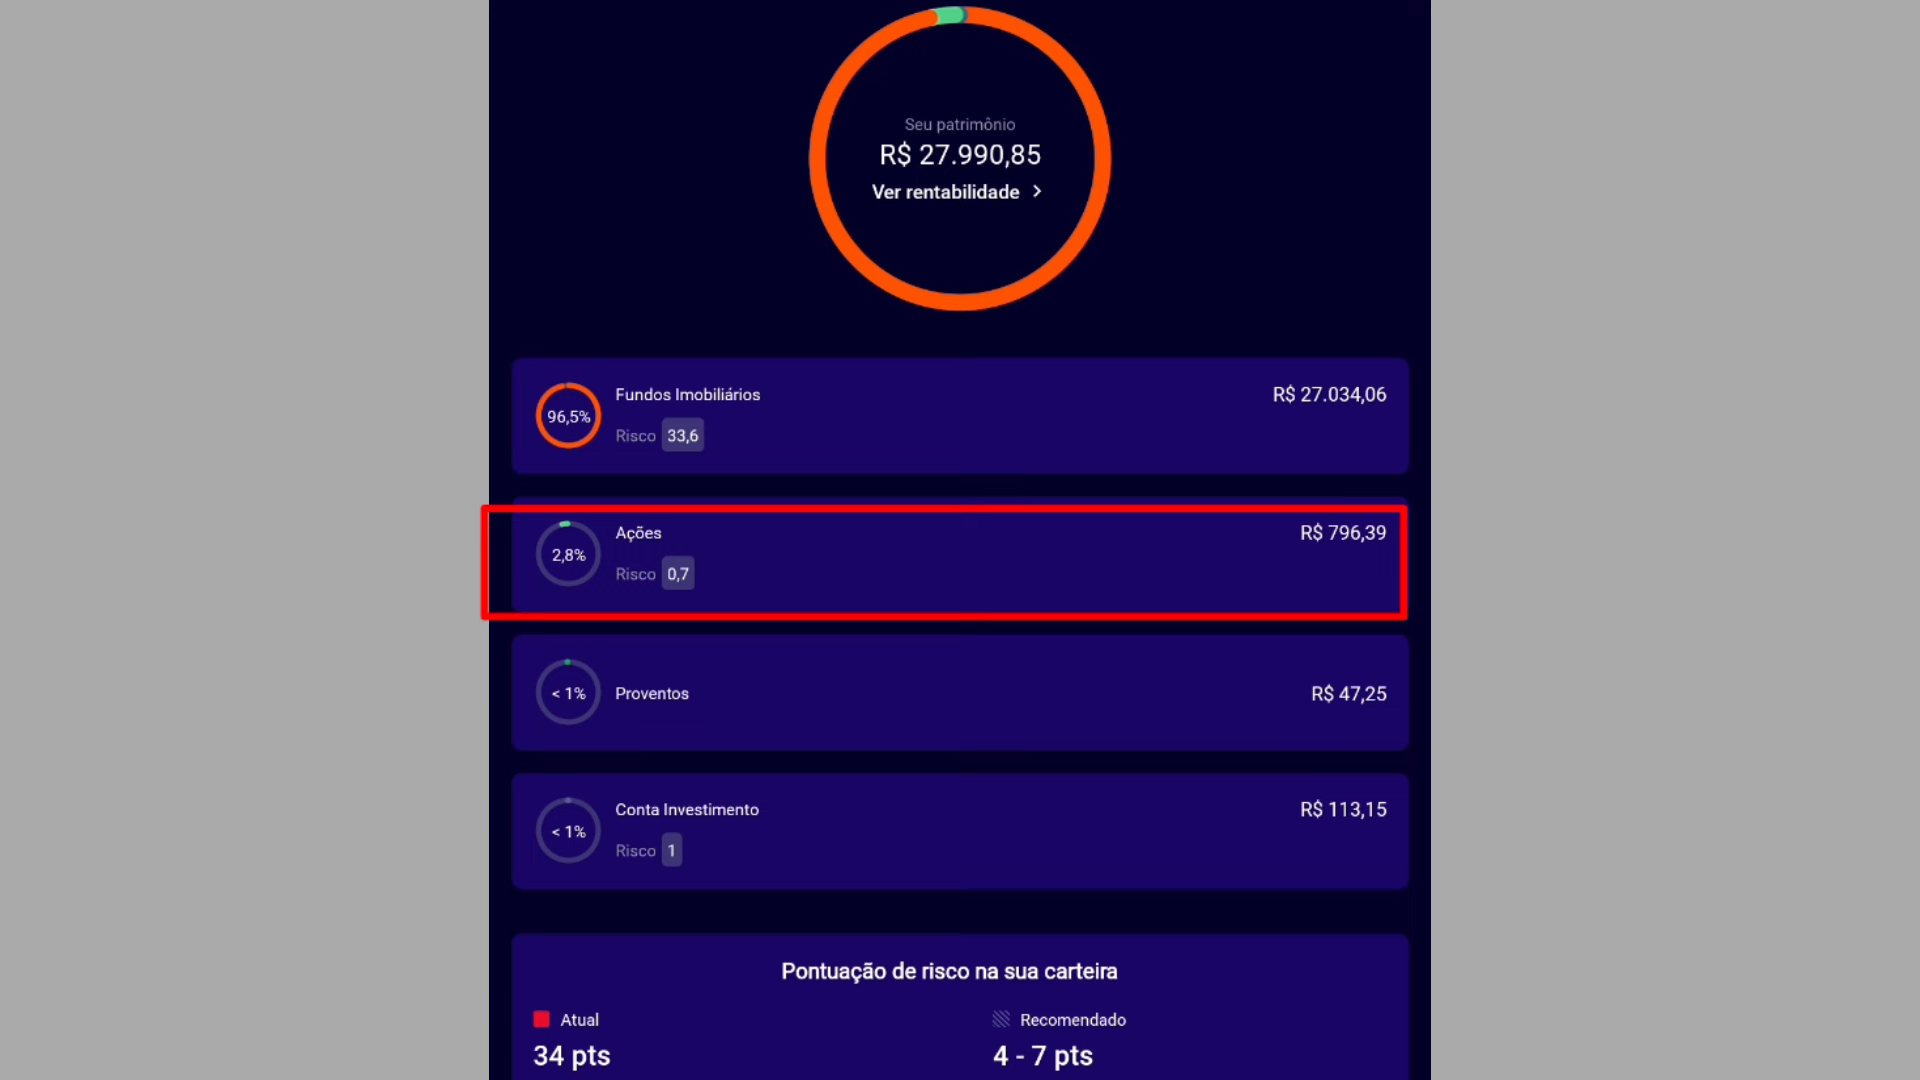 Seu patrimônio
R$ 27.990,85
Ver rentabilidade >
96,5%
Fundos Imobiliários
R$ 27.034,06
Risco 33,6
2,8%
Ações
R$ 796,39
Risco 0,7
< 1%
Proventos
R$ 47,25
< 1%
Conta Investimento
R$ 113,15
Risco 1
Pontuação de risco na sua carteira
Atual
34 pts
Recomendado
4 - 7 pts